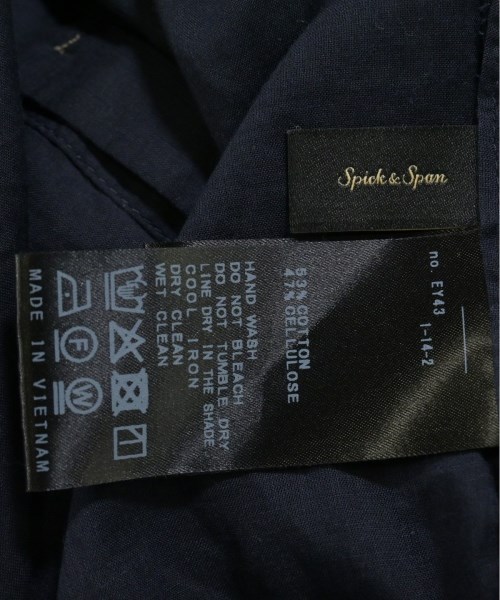 Spick & Span
no. EY43
1-14-2
53% COTTON
47% CELLULOSE
HAND WASH
DO NOT BLEACH
DO NOT TUMBLE DRY
LINE DRY IN THE SHADE.
COOL IRON
DRY CLEAN
WET CLEAN
F W
MADE IN VIETNAM